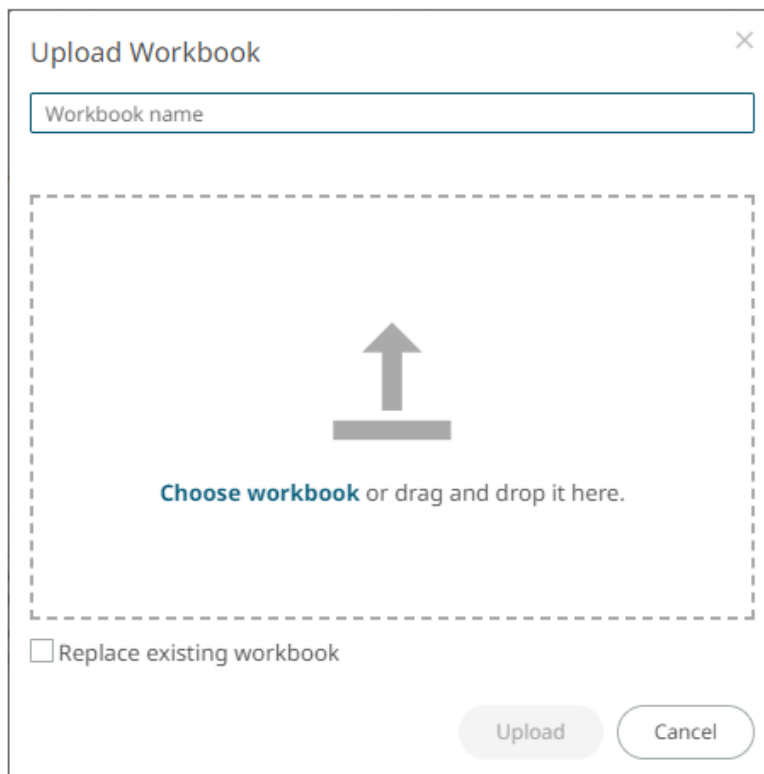 Upload Workbook
Workbook name
Choose workbook or drag and drop it here.
Replace existing workbook
Upload Cancel